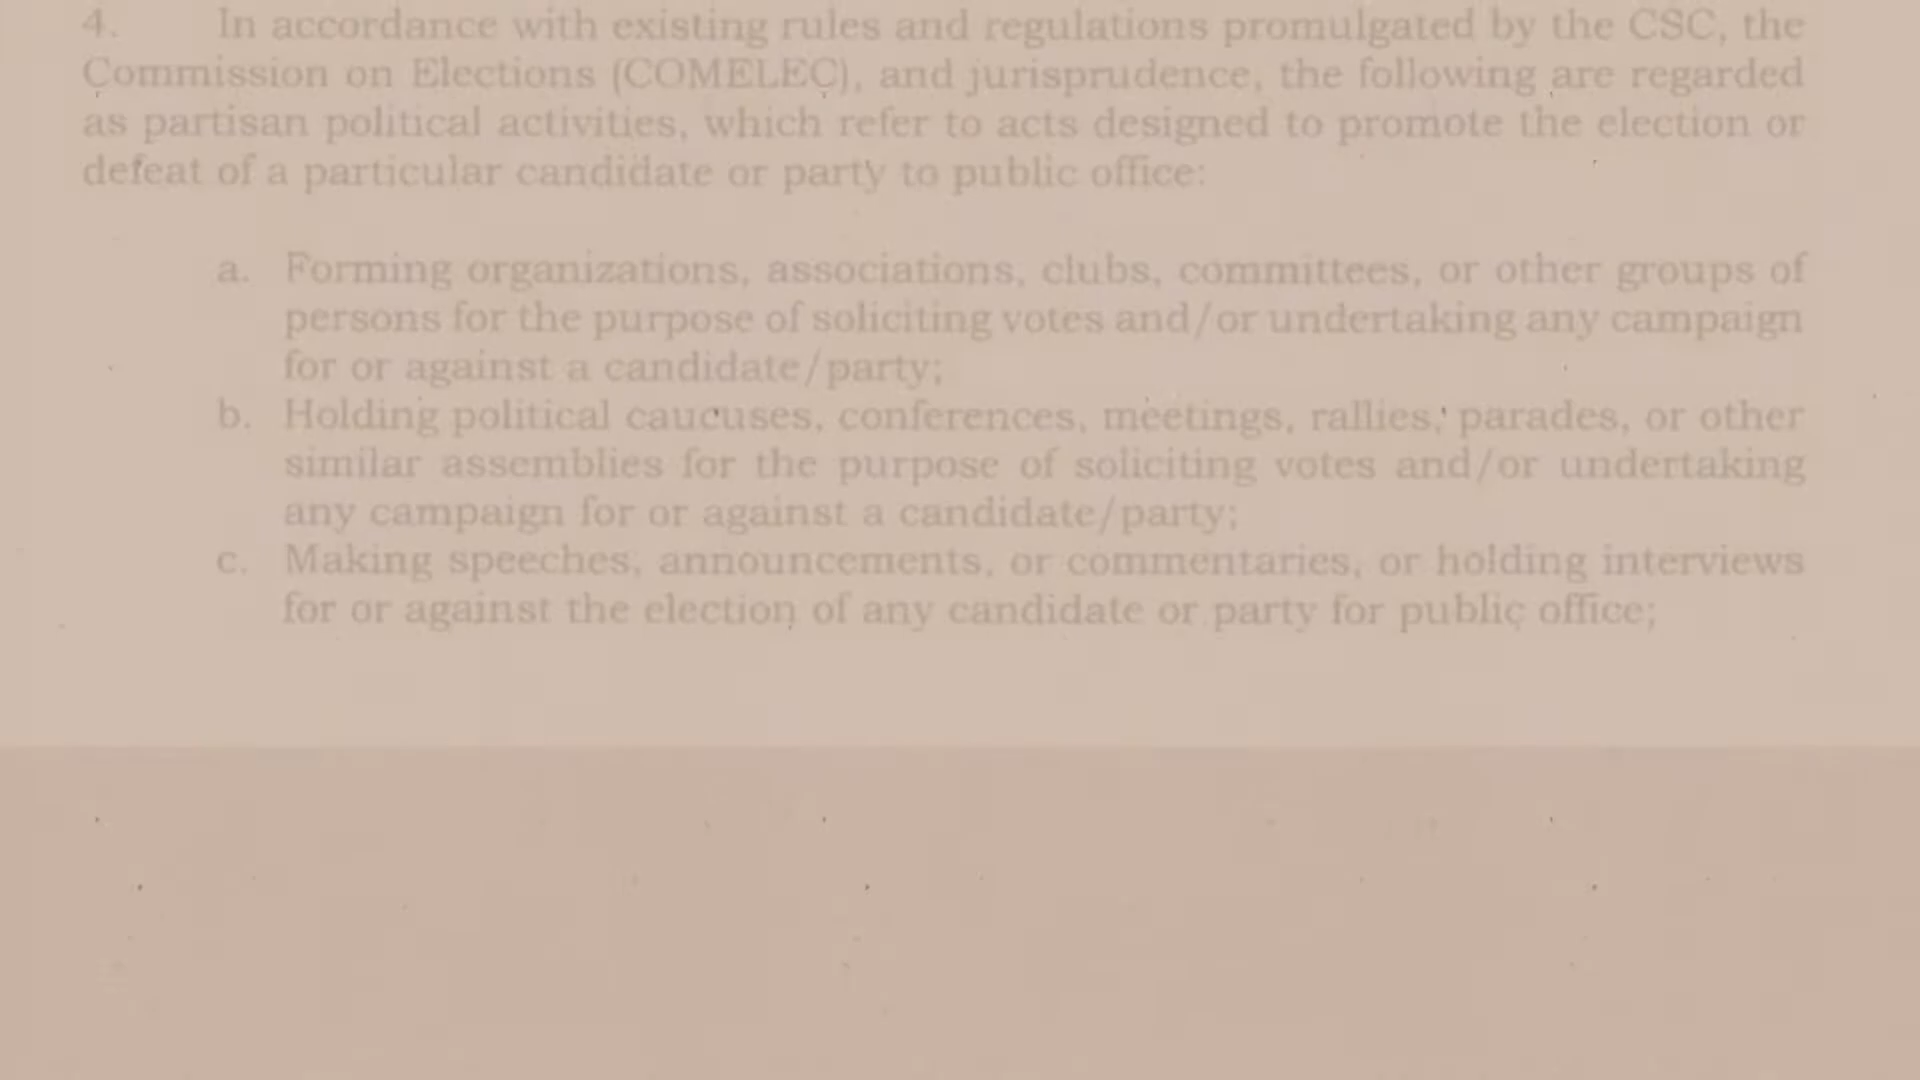 4. In accordance with existing rules and regulations promulgated by the CSC, the
Commission on Elections (COMELEC), and jurisprudence, the following are regarded
as partisan political activities, which refer to acts designed to promote the election or
defeat of a particular candidate or party to public office:
a. Forming organizations, associations, clubs, committees, or other groups of
persons for the purpose of soliciting votes and/or undertaking any campaign
for or against a candidate/party;
b. Holding political caucuses, conferences, meetings, rallies, parades, or other
similar assemblies for the purpose of soliciting votes and/or undertaking
any campaign for or against a candidate/party;
c. Making speeches, announcements, or commentaries, or holding interviews
for or against the election of any candidate or party for public office;